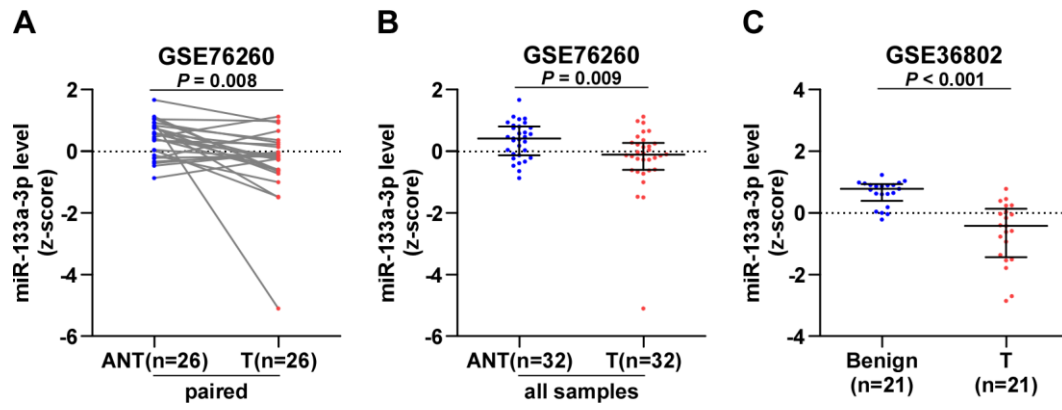 A
GSE76260
P = 0.008
miR-133a-3p level
(z-score)
2
0
-2
-4
-6
ANT(n=26) T(n=26)
paired
B
GSE76260
P = 0.009
miR-133a-3p level
(z-score)
2
0
-2
-4
-6
ANT(n=32) T(n=32)
all samples
C
GSE36802
P < 0.001
miR-133a-3p level
(z-score)
4
2
0
-2
-4
Benign T
(n=21) (n=21)